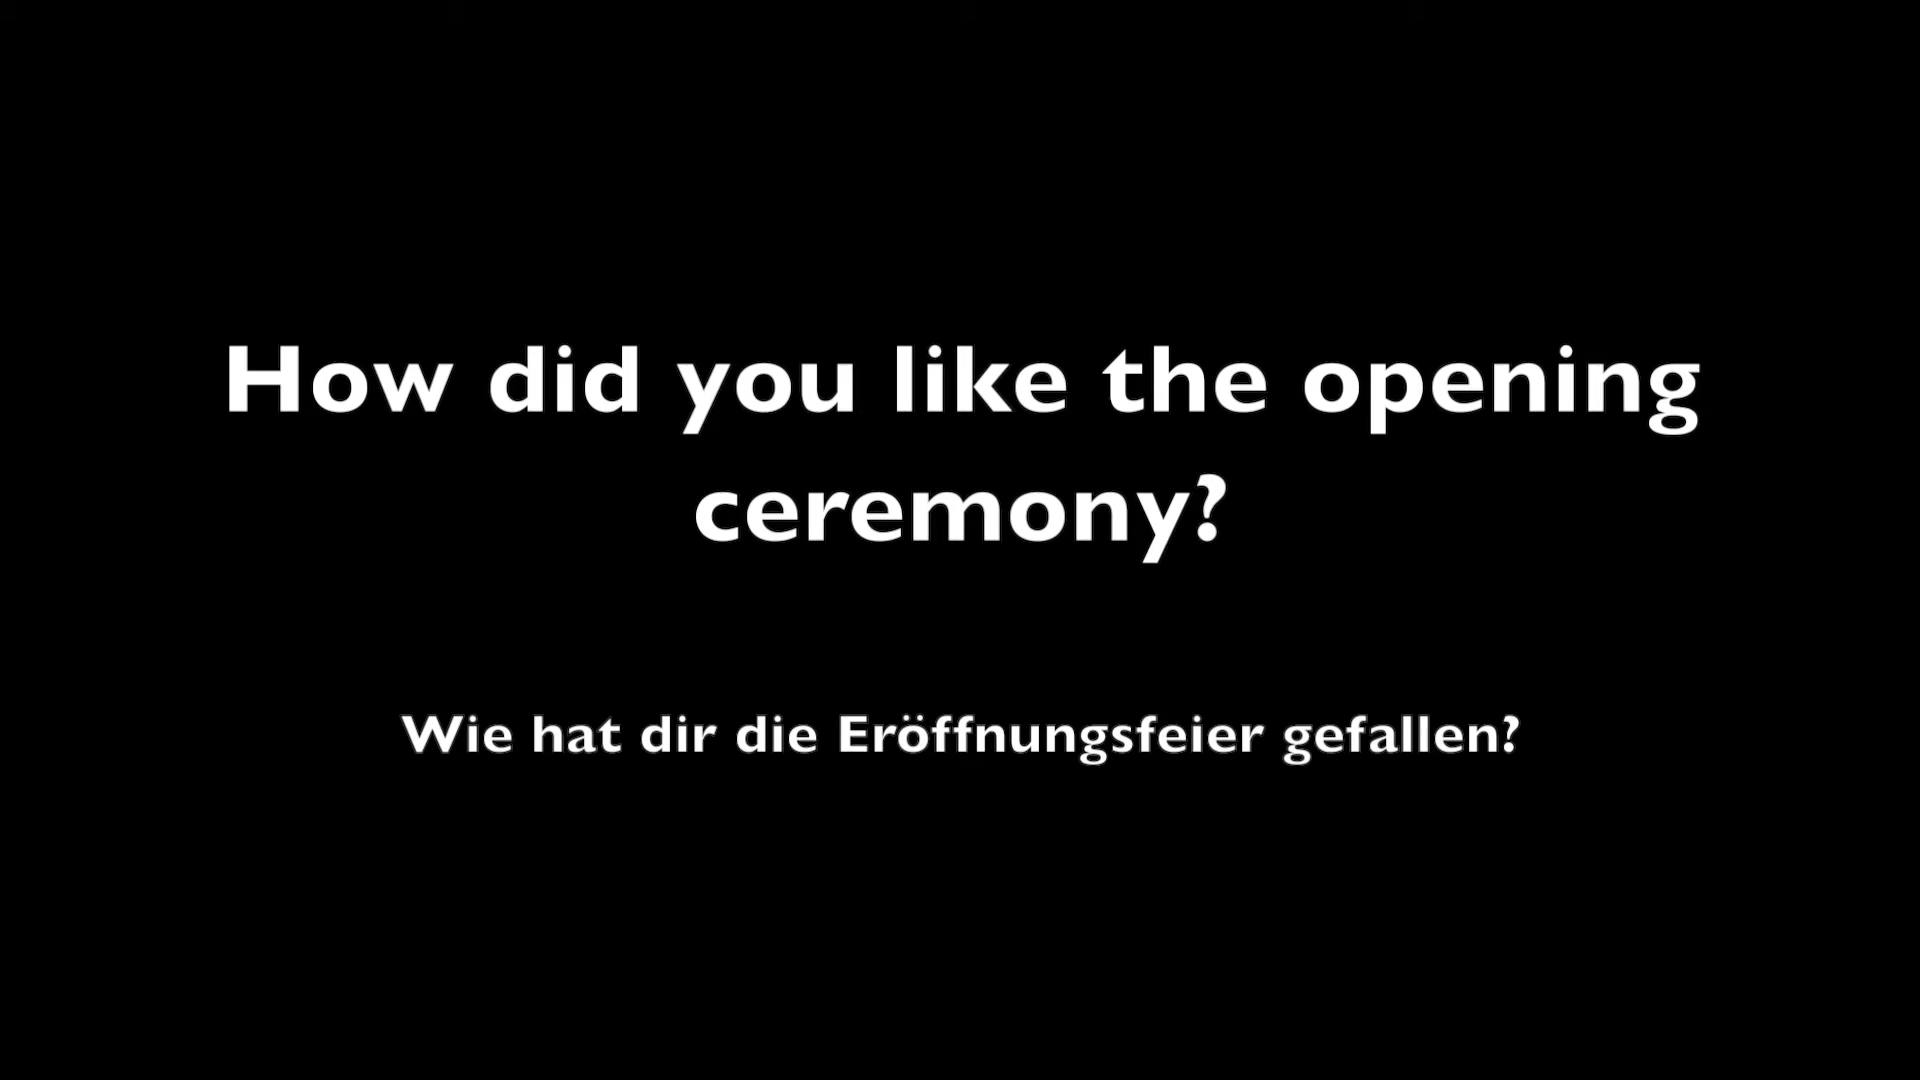 How did you like the opening
ceremony?
Wie hat dir die Eröffnungsfeier gefallen?